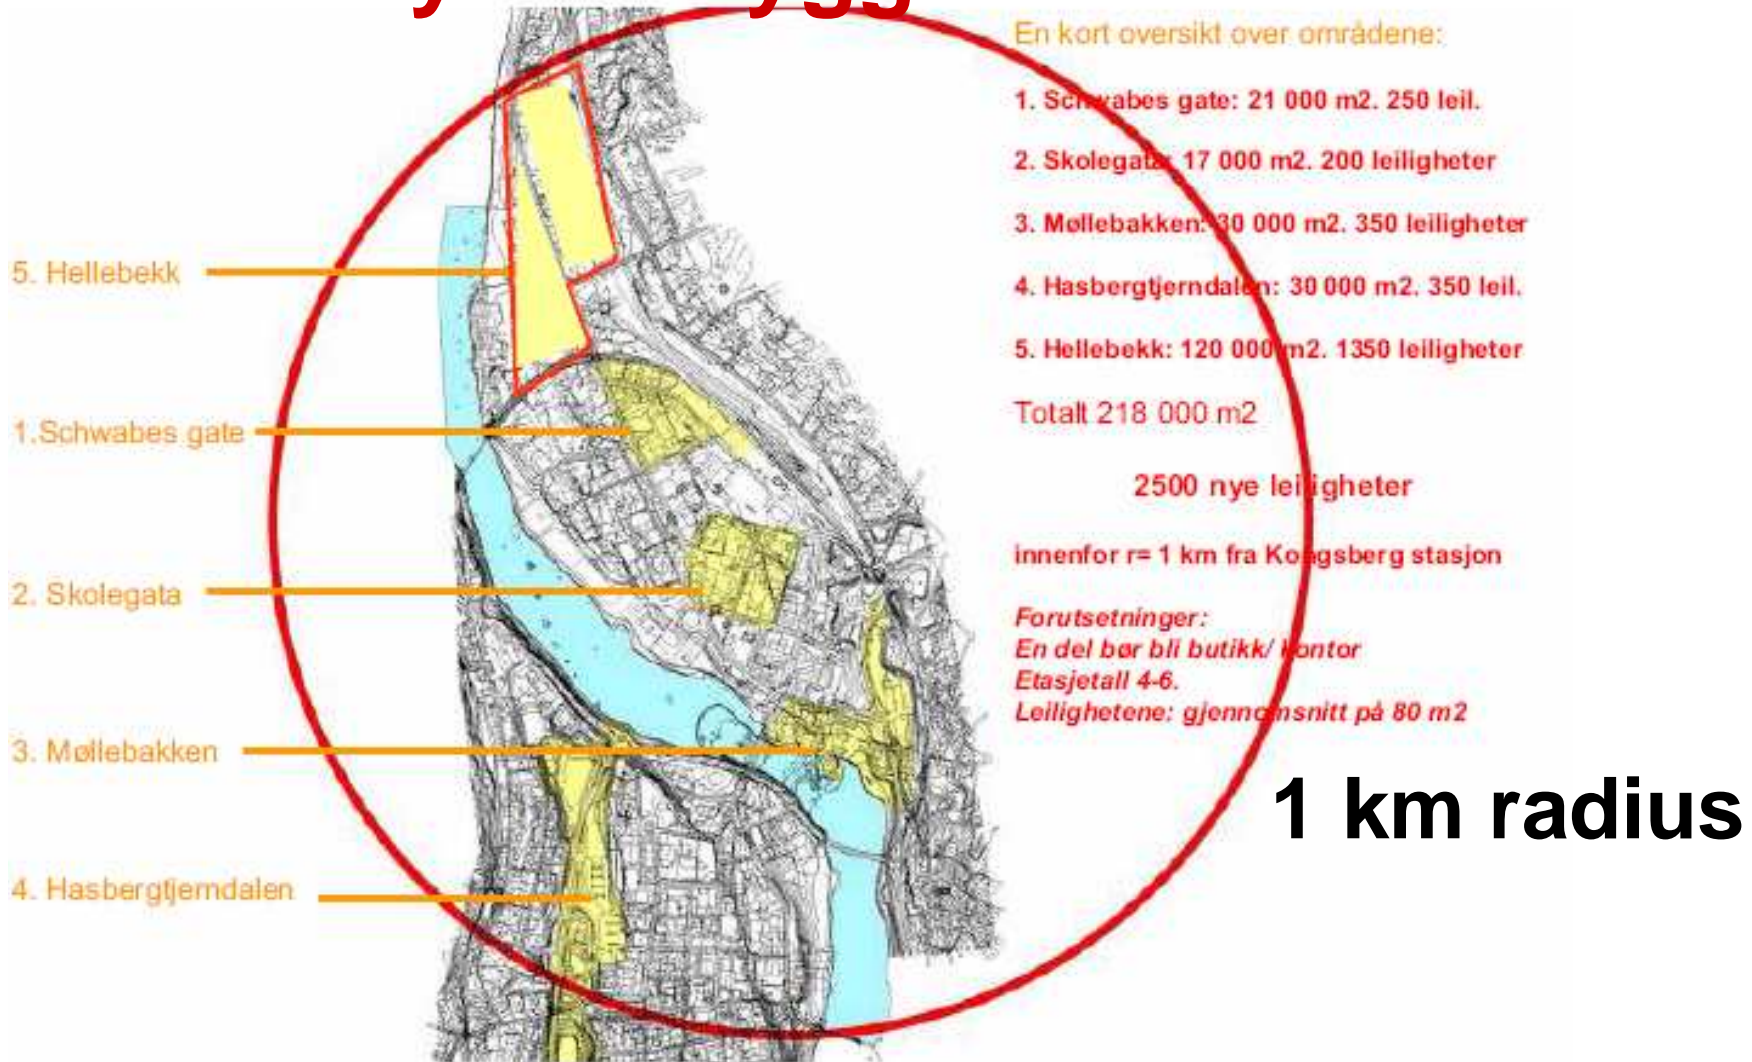 En kort oversikt over områdene:
1. Schwabes gate: 21 000 m2. 250 leil.
2. Skolegata: 17 000 m2. 200 leiligheter
3. Møllebakken: 30 000 m2. 350 leiligheter
4. Hasbergtjerndalen: 30 000 m2. 350 leil.
5. Hellebekk: 120 000 m2. 1350 leiligheter
Totalt 218 000 m2
2500 nye leiligheter
innenfor r= 1 km fra Kongsberg stasjon
Forutsetninger:
En del bør bli butikk/ kontor
Etasjetall 4-6.
Leilighetene: gjennomsnitt på 80 m2
1 km radius
5. Hellebekk
1.Schwabes gate
2. Skolegata
3. Møllebakken
4. Hasbergtjerndalen